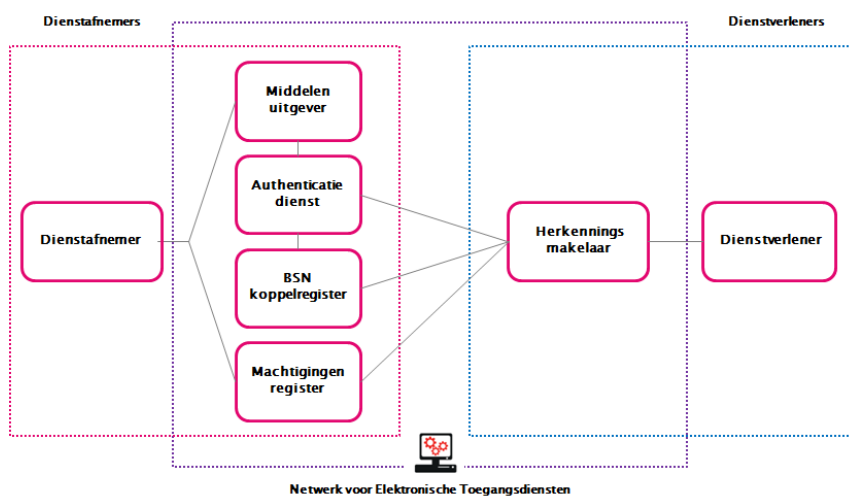 Dienstafnemers
Dienstverleners
Middelen
uitgever
Authenticatie
dienst
Dienstafnemer
Herkennings
makelaar
Dienstverlener
BSN
koppelregister
Machtigingen
register
Netwerk voor Elektronische Toegangsdiensten